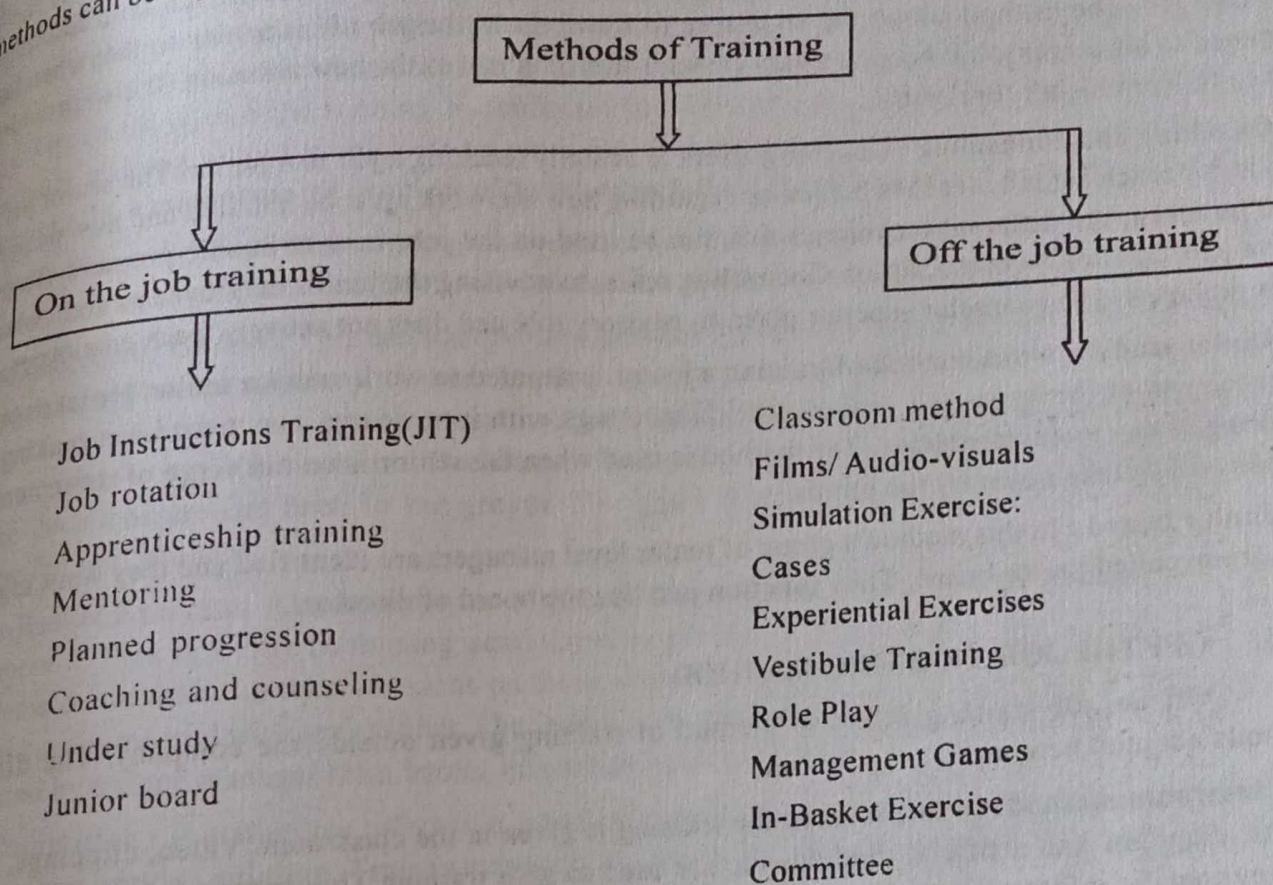 methods can
Methods of Training
On the job training
Off the job training
Job Instructions Training(JIT)
Job rotation
Apprenticeship training
Mentoring
Planned progression
Coaching and counseling
Under study
Junior board
Classroom method
Films/ Audio-visuals
Simulation Exercise:
Cases
Experiential Exercises
Vestibule Training
Role Play
Management Games
In-Basket Exercise
Committee